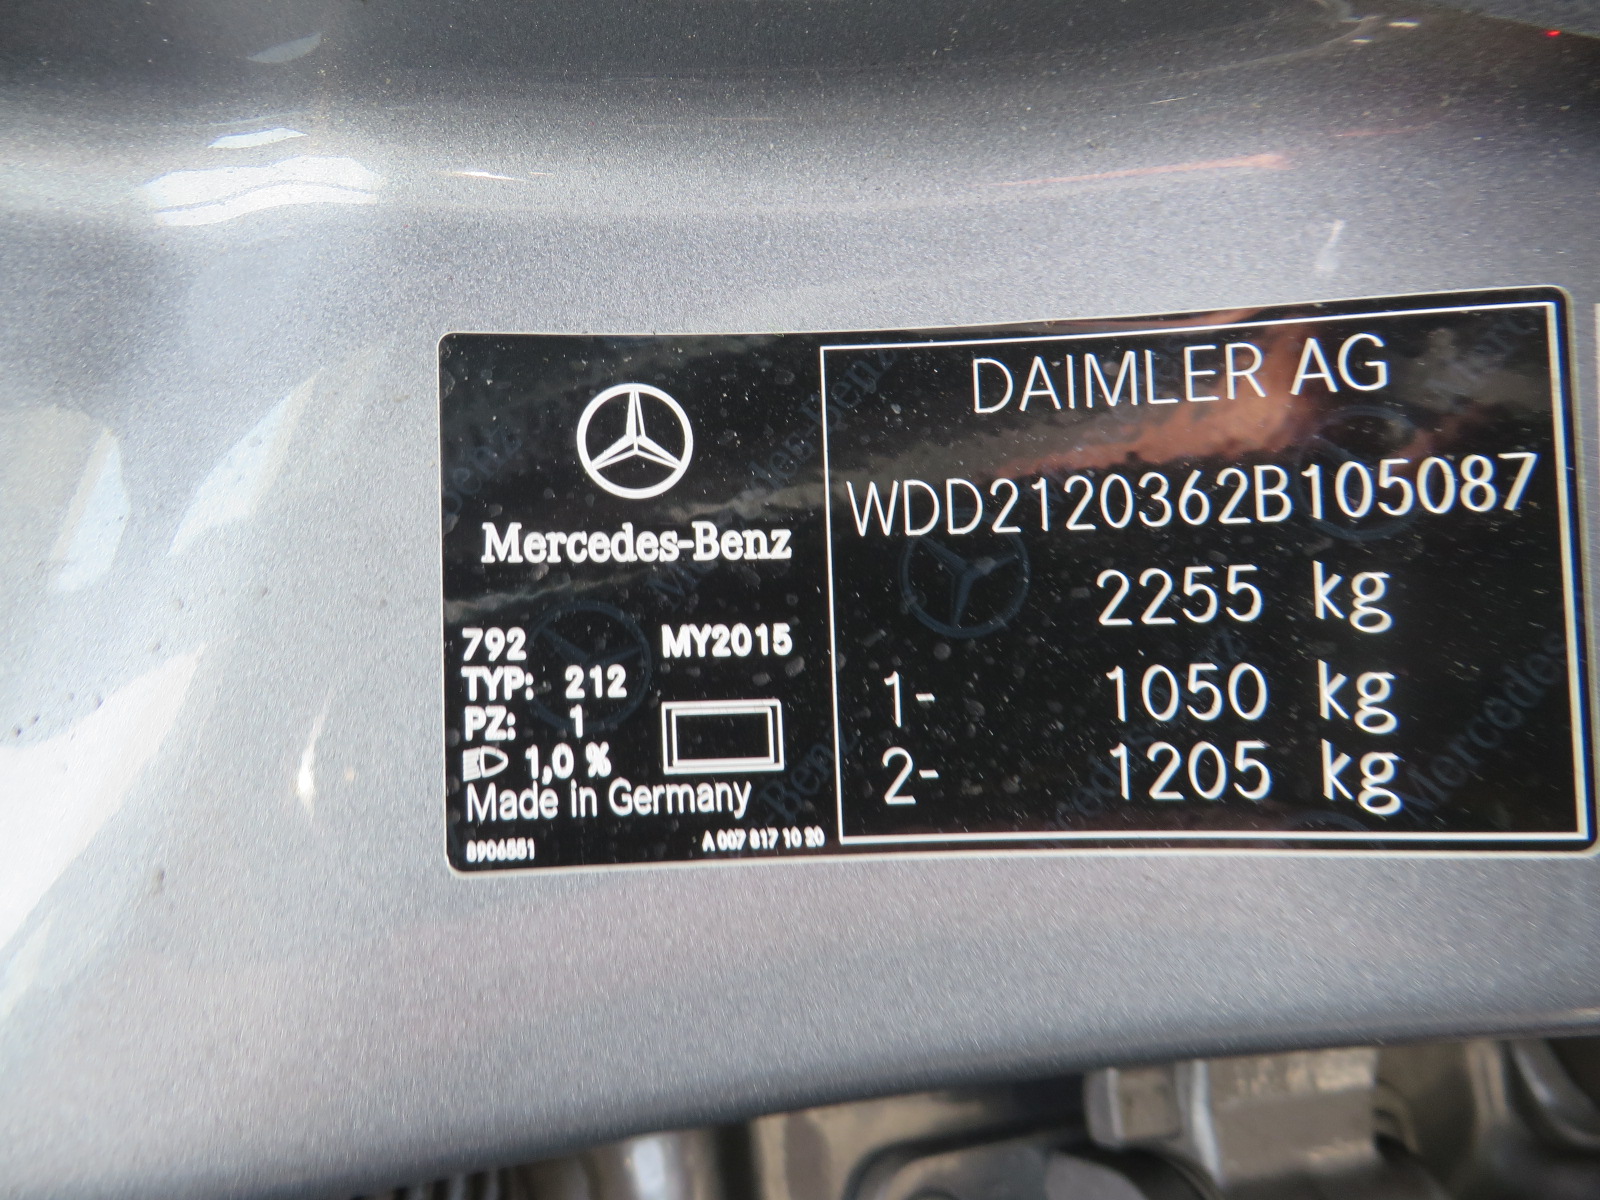 Mercedes-Benz
792 MY2015
TYP: 212
PZ: 1
1,0 %
Made in Germany
A 007 817 10 20
DAIMLER AG
WDD2120362B105087
2255 kg
1- 1050 kg
2- 1205 kg